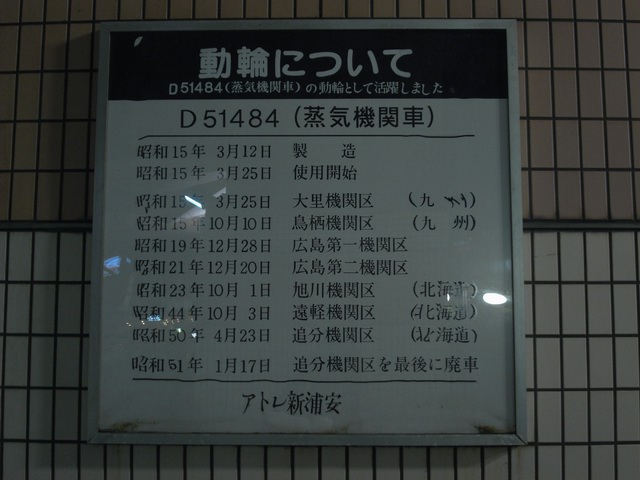 動輪について
D51484(蒸気機関車)の動輪として活躍しました
D51484(蒸気機関車)
昭和15年 3月12日 製 造
昭和15年 3月25日 使用開始
昭和15年 3月25日 大里機関区 (九 州)
昭和15年10月10日 鳥栖機関区 (九 州)
昭和19年12月28日 広島第一機関区
昭和21年12月20日 広島第二機関区
昭和23年10月 1日 旭川機関区 (北海道)
昭和44年10月 3日 遠軽機関区 (北海道)
昭和50年 4月23日 追分機関区 (北海道)
昭和51年 1月17日 追分機関区を最後に廃車
アトレ新浦安